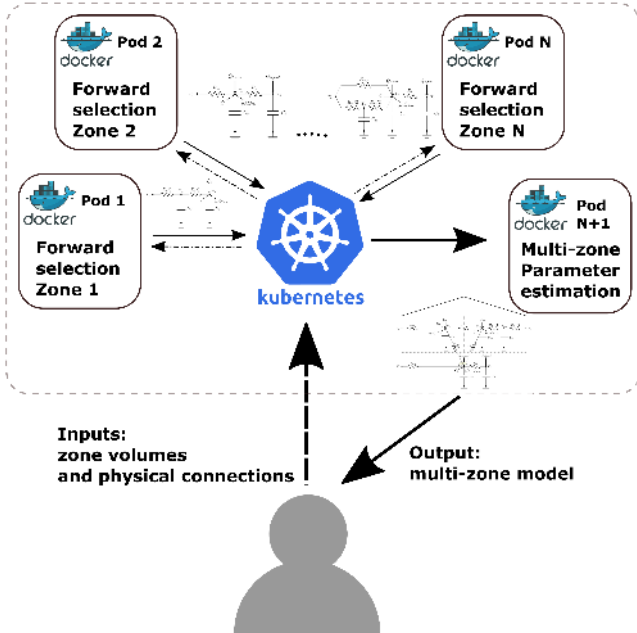 docker
Pod 2
Forward
selection
Zone 2
.....
docker
Pod N
Forward
selection
Zone N
docker
Pod 1
Forward
selection
Zone 1
kubernetes
docker
Pod
N+1
Multi-zone
Parameter
estimation
Inputs:
zone volumes
and physical connections
Output:
multi-zone model